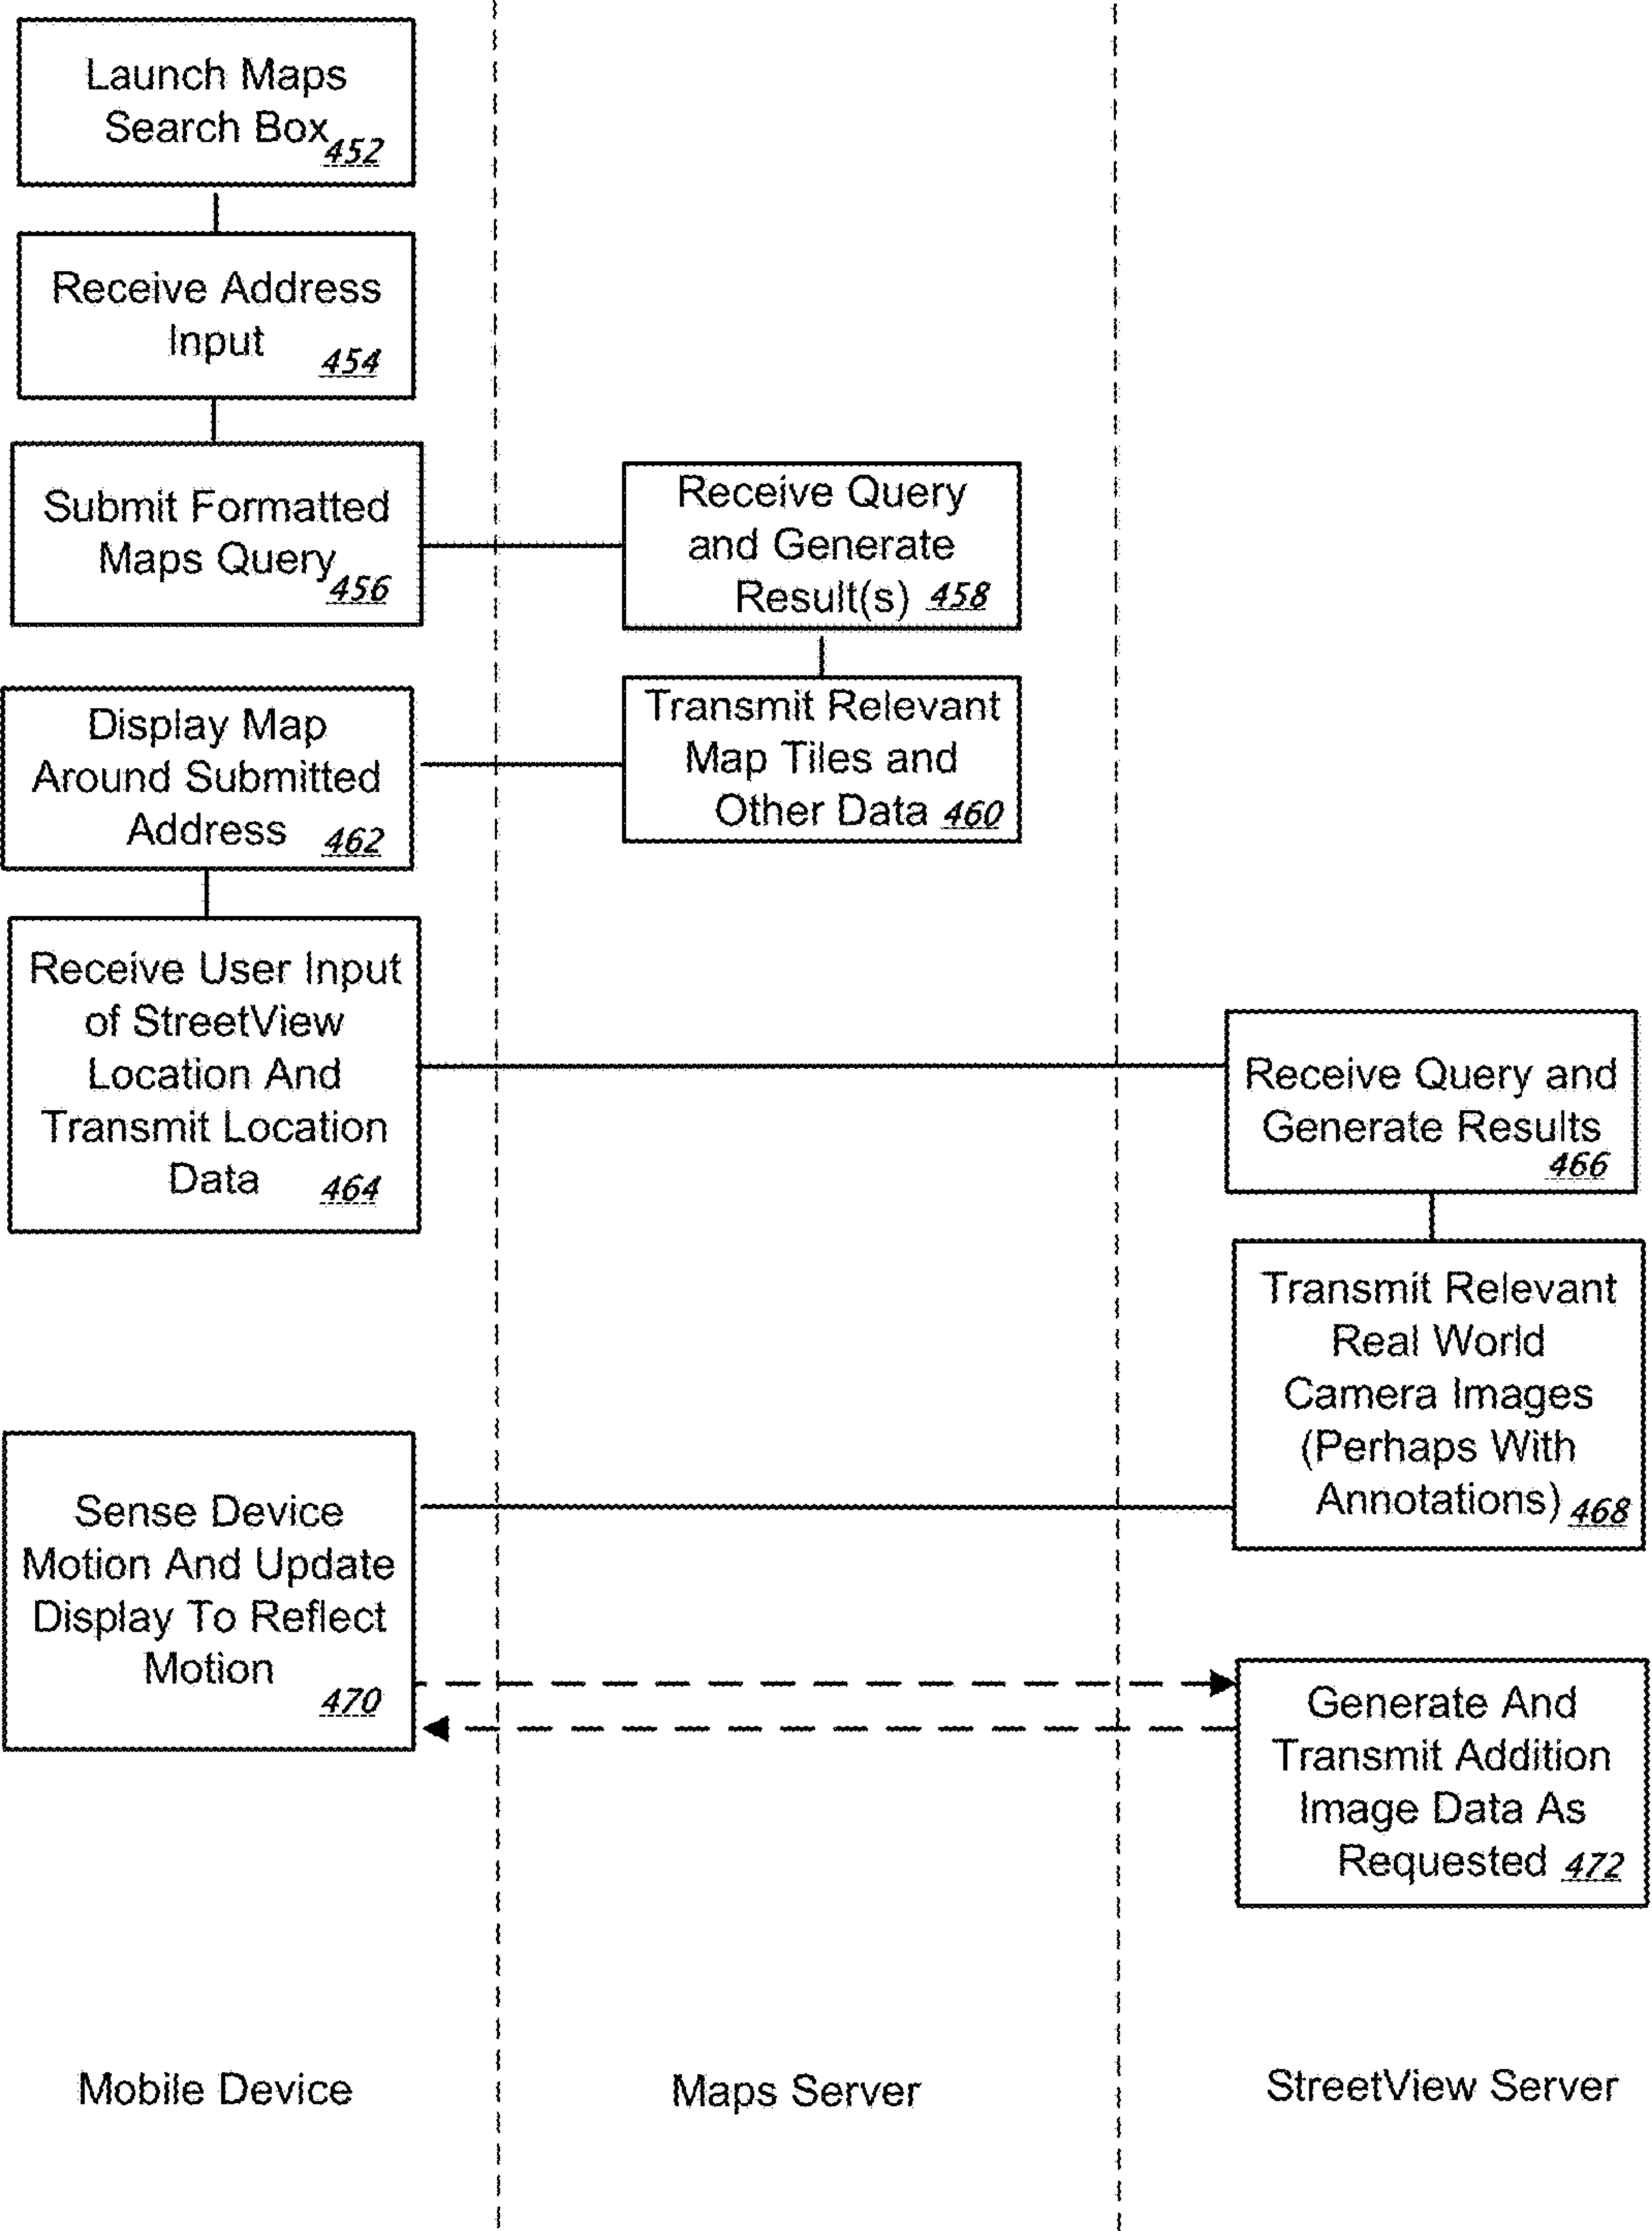 Launch Maps
Search Box 452
Receive Address
Input 454
Submit Formatted
Maps Query 456
Receive Query
and Generate
Result(s) 458
Transmit Relevant
Map Tiles and
Other Data 460
Display Map
Around Submitted
Address 462
Receive User Input
of StreetView
Location And
Transmit Location
Data 464
Receive Query and
Generate Results
466
Transmit Relevant
Real World
Camera Images
(Perhaps With
Annotations) 468
Sense Device
Motion And Update
Display To Reflect
Motion
470
Generate And
Transmit Addition
Image Data As
Requested 472
Mobile Device
Maps Server
StreetView Server